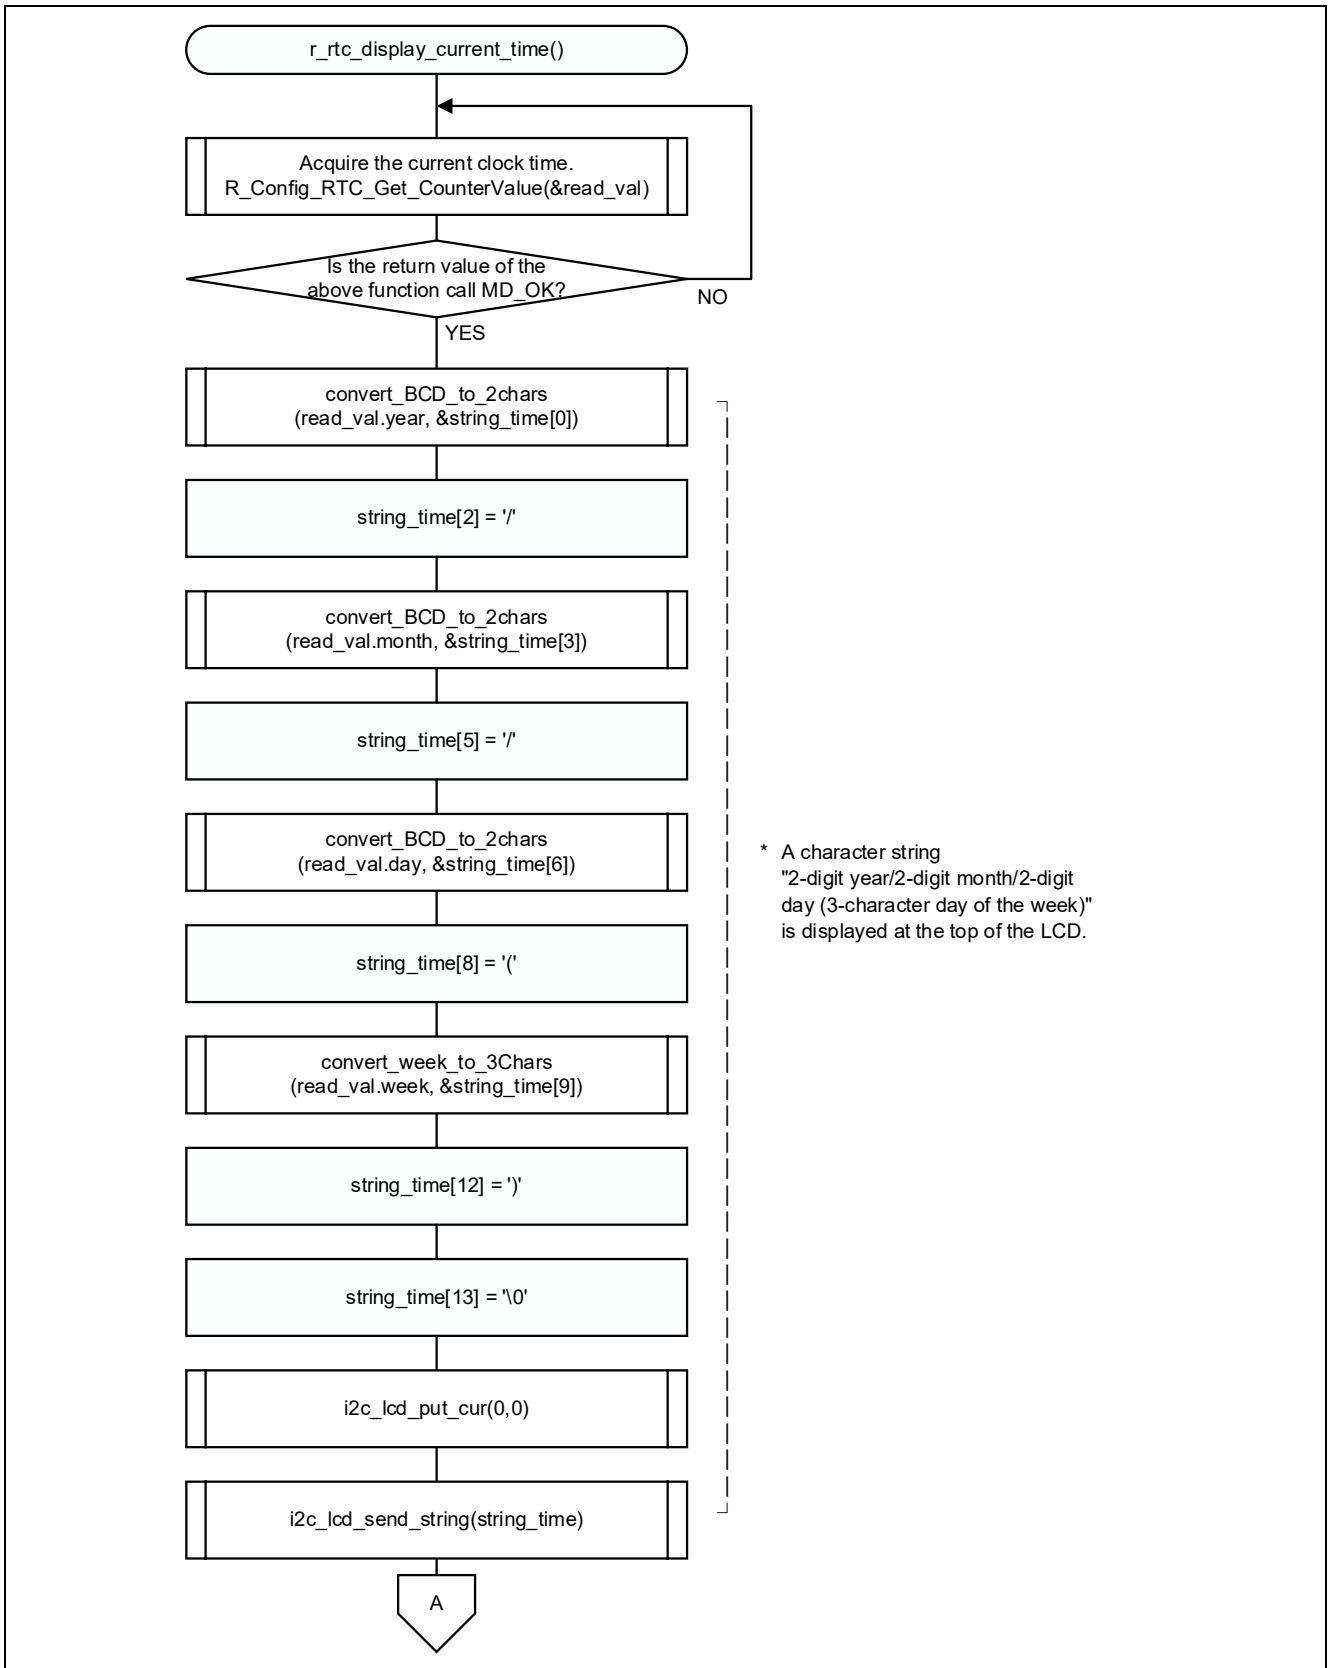 r_rtc_display_current_time()
Acquire the current clock time.
R_Config_RTC_Get_CounterValue(&read_val)
Is the return value of the
above function call MD_OK?
NO
YES
convert_BCD_to_2chars
(read_val.year, &string_time[0])
string_time[2] = '/'
convert_BCD_to_2chars
(read_val.month, &string_time[3])
string_time[5] = '/'
convert_BCD_to_2chars
(read_val.day, &string_time[6])
* A character string
"2-digit year/2-digit month/2-digit
day (3-character day of the week)"
is displayed at the top of the LCD.
string_time[8] = '('
convert_week_to_3Chars
(read_val.week, &string_time[9])
string_time[12] = ')'
string_time[13] = '\0'
i2c_lcd_put_cur(0,0)
i2c_lcd_send_string(string_time)
A